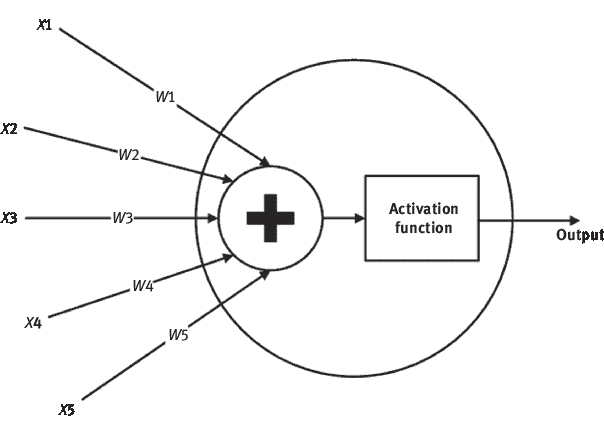 X1
W1
X2
W2
X3
W3
Activation
function
Output
W4
X4
W5
X5